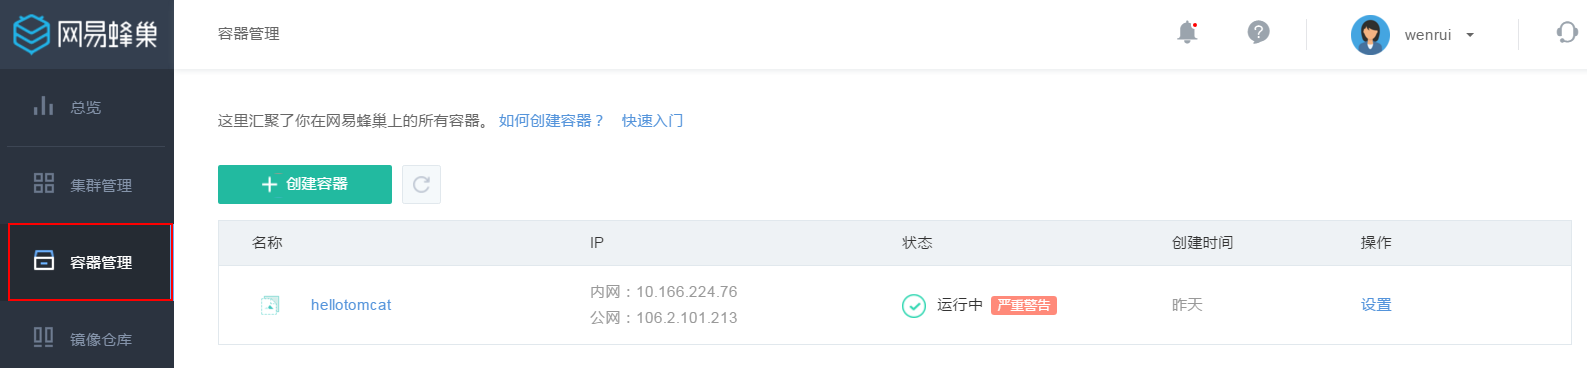 网易蜂巢
容器管理
wenrui
总览
集群管理
容器管理
镜像仓库
这里汇聚了你在网易蜂巢上的所有容器。 如何创建容器？ 快速入门
创建容器
名称 IP 状态 创建时间 操作
hellotomcat 内网：10.166.224.76 运行中 严重警告 昨天 设置
公网：106.2.101.213